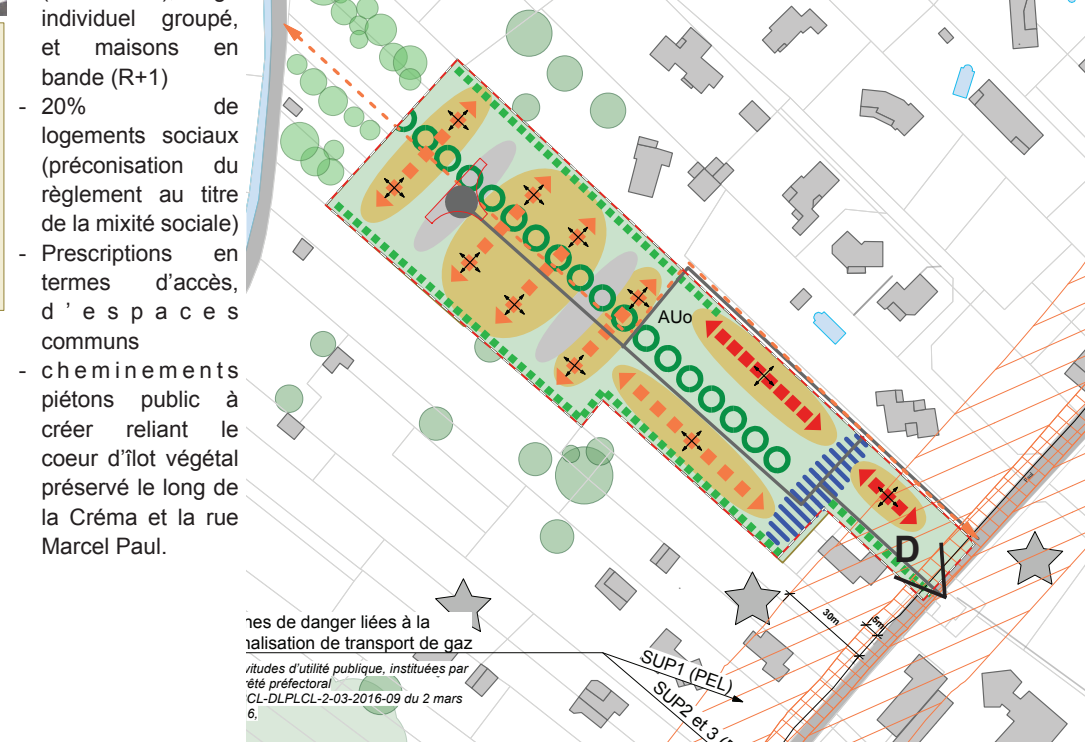 individuel groupé,
et maisons en
bande (R+1)
- 20% de
logements sociaux
(préconisation du
règlement au titre
de la mixité sociale)
- Prescriptions en
termes d'accès,
d'espaces
communs
- cheminements
piétons public à
créer reliant le
coeur d'îlot végétal
préservé le long de
la Créma et la rue
Marcel Paul.
AUo
D
30m
5m
nes de danger liées à la
nalisation de transport de gaz
vitudes d'utilité publique, instituées par
rêté préfectoral
CL-DLPLCL-2-03-2016 09 du 2 mars
6,
SUP1 (PEL)
SUP2 et 3